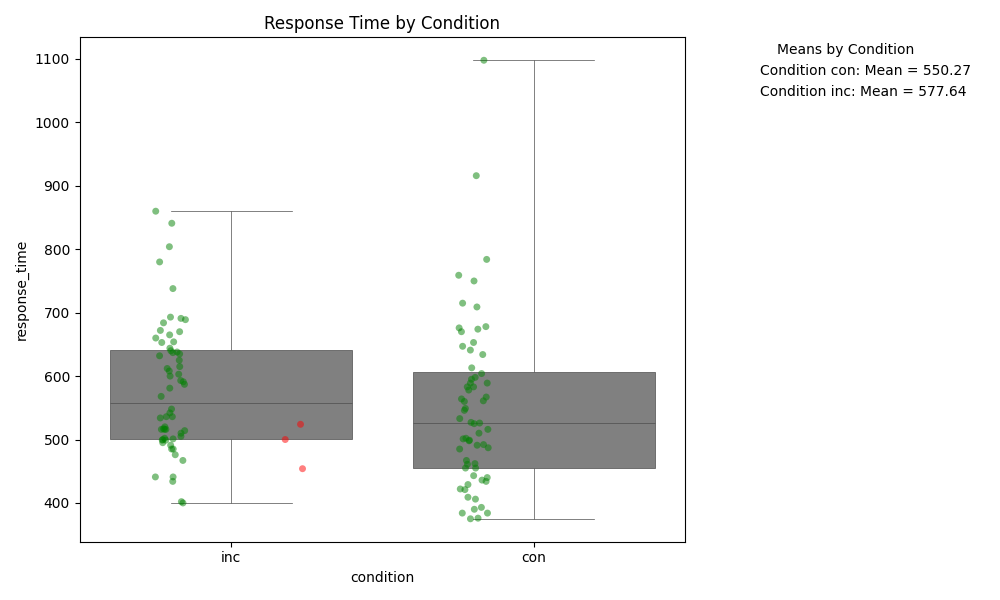 Response Time by Condition
Means by Condition
Condition con: Mean = 550.27
Condition inc: Mean = 577.64
response_time
1100
1000
900
800
700
600
500
400
inc
con
condition